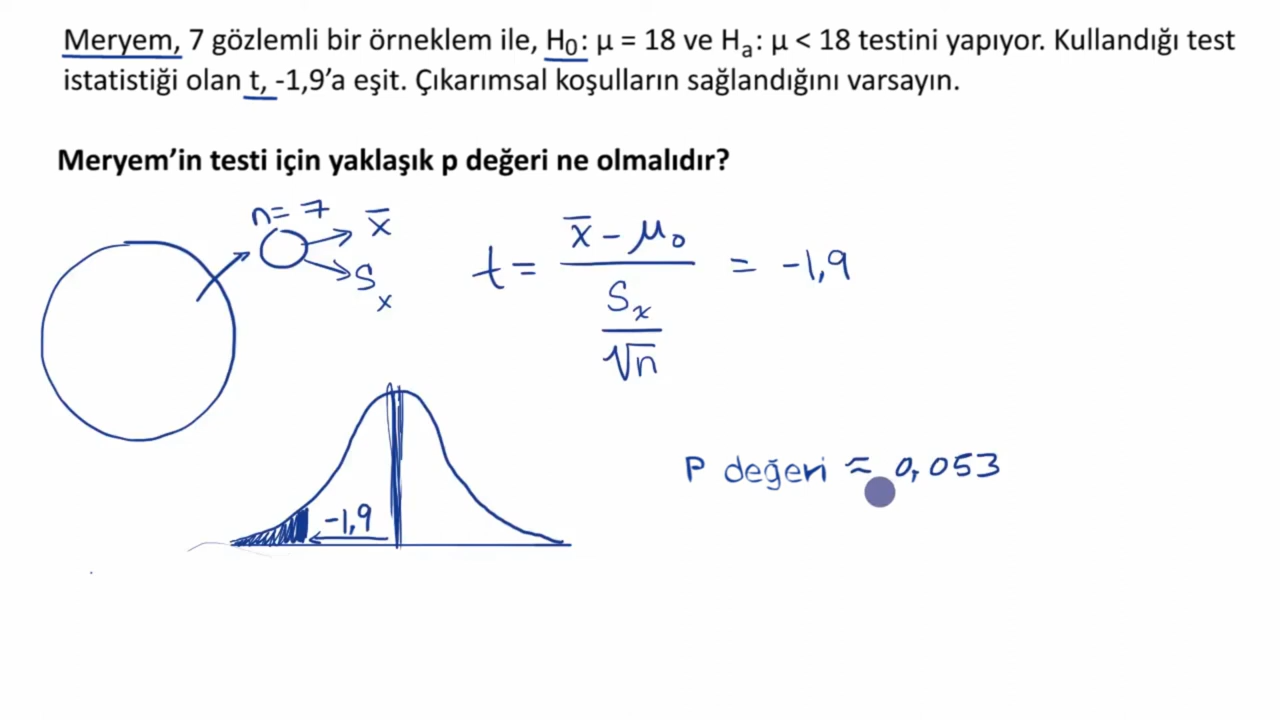 Meryem, 7 gözlemli bir örneklem ile, H₀: μ = 18 ve Hₐ: μ < 18 testini yapıyor. Kullandığı test
istatistiği olan t, -1,9’a eşit. Çıkarımsal koşulların sağlandığını varsayın.
Meryem’in testi için yaklaşık p değeri ne olmalıdır?
n= 7
x̄
Sₓ
t = (x̄ - μ₀) / (Sₓ / √n) = -1,9
-1,9
P değeri ≈ 0,053